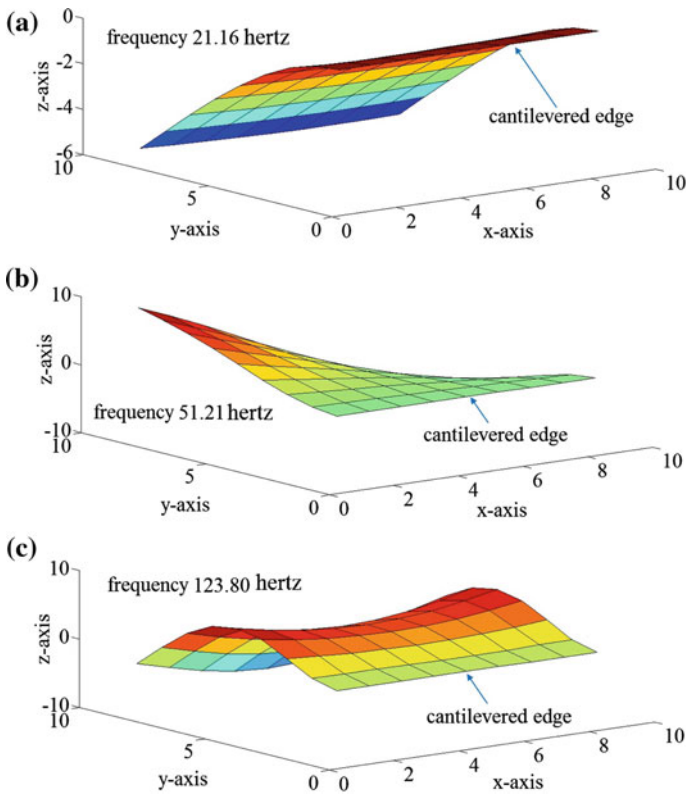 (a)
frequency 21.16 hertz
0
-2
-4
-6
z-axis
cantilevered edge
10
5
0
y-axis
0
2
4
6
8
10
x-axis
(b)
10
0
-10
z-axis
frequency 51.21 hertz
cantilevered edge
10
5
0
y-axis
0
2
4
6
8
10
x-axis
(c)
10
0
-10
z-axis
frequency 123.80 hertz
cantilevered edge
10
5
0
y-axis
0
2
4
6
8
10
x-axis